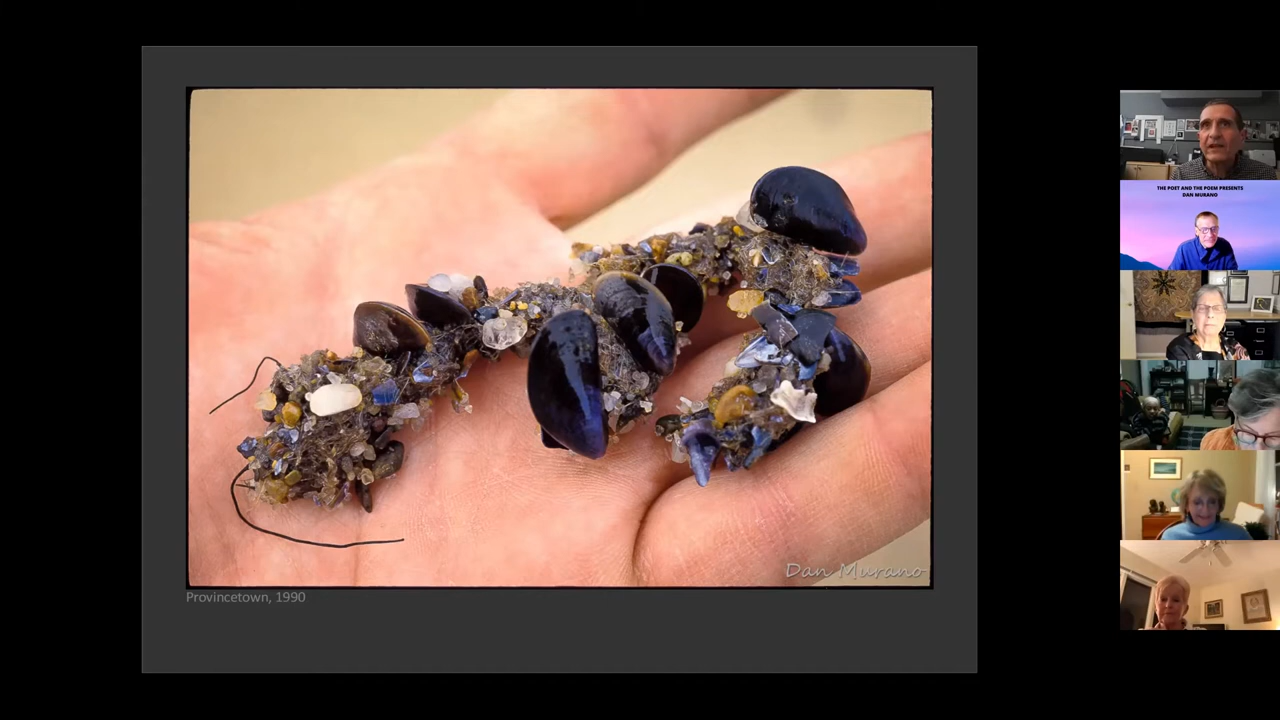 THE POET AND THE POEM PRESENTS
DAN MURANO
Dan Murano
Provincetown, 1990